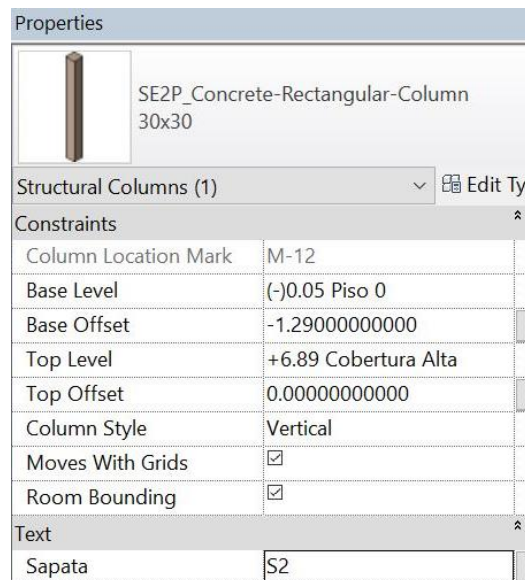 Properties
SE2P_Concrete-Rectangular-Column
30x30
Structural Columns (1)
Edit Ty
Constraints
Column Location Mark M-12
Base Level (-)0.05 Piso 0
Base Offset -1.29000000000
Top Level +6.89 Cobertura Alta
Top Offset 0.00000000000
Column Style Vertical
Moves With Grids
Room Bounding
Text
Sapata S2